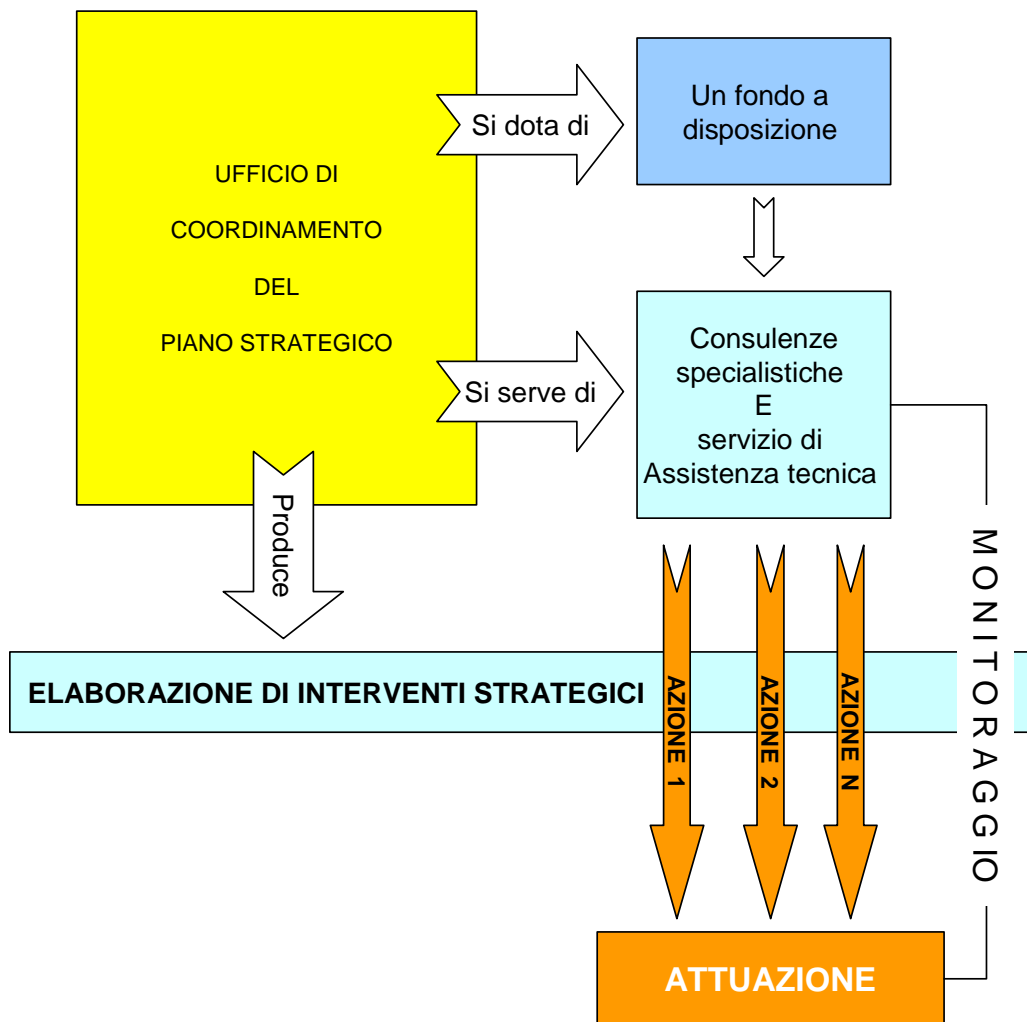 UFFICIO DI
COORDINAMENTO
DEL
PIANO STRATEGICO
Si dota di
Un fondo a
disposizione
Si serve di
Consulenze
specialistiche
E
servizio di
Assistenza tecnica
Produce
ELABORAZIONE DI INTERVENTI STRATEGICI
AZIONE 1
AZIONE 2
AZIONE N
MONITORAGGIO
ATTUAZIONE